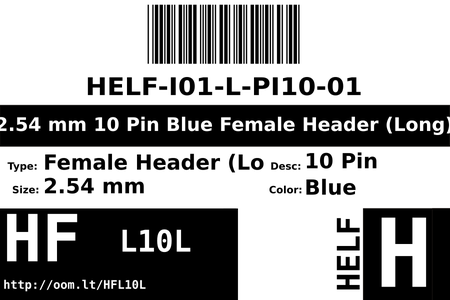 HELF-I01-L-PI10-01
2.54 mm 10 Pin Blue Female Header (Long)
Type: Female Header (Lo Desc: 10 Pin
Size: 2.54 mm Color: Blue
HF L10L HELF H
http://oom.lt/HFL10L